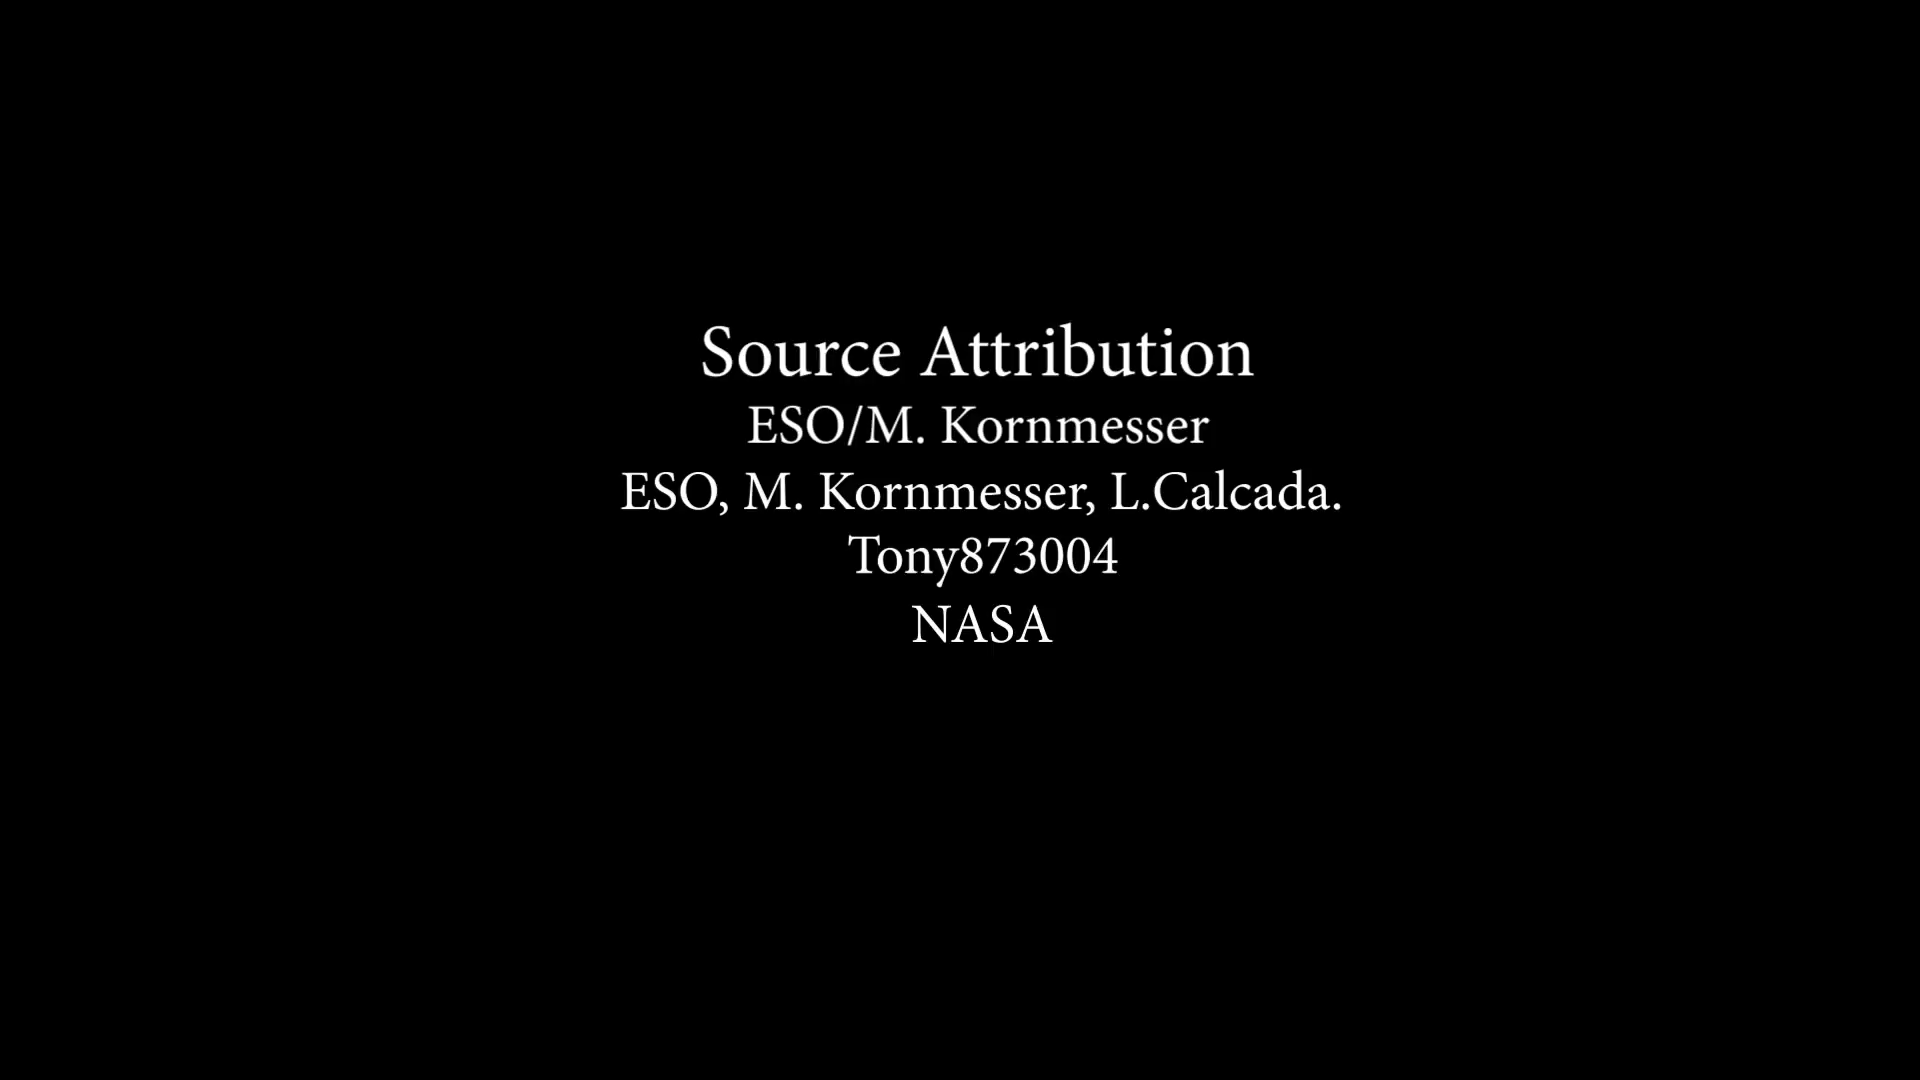 Source Attribution
ESO/M. Kornmesser
ESO, M. Kornmesser, L.Calcada.
Tony873004
NASA